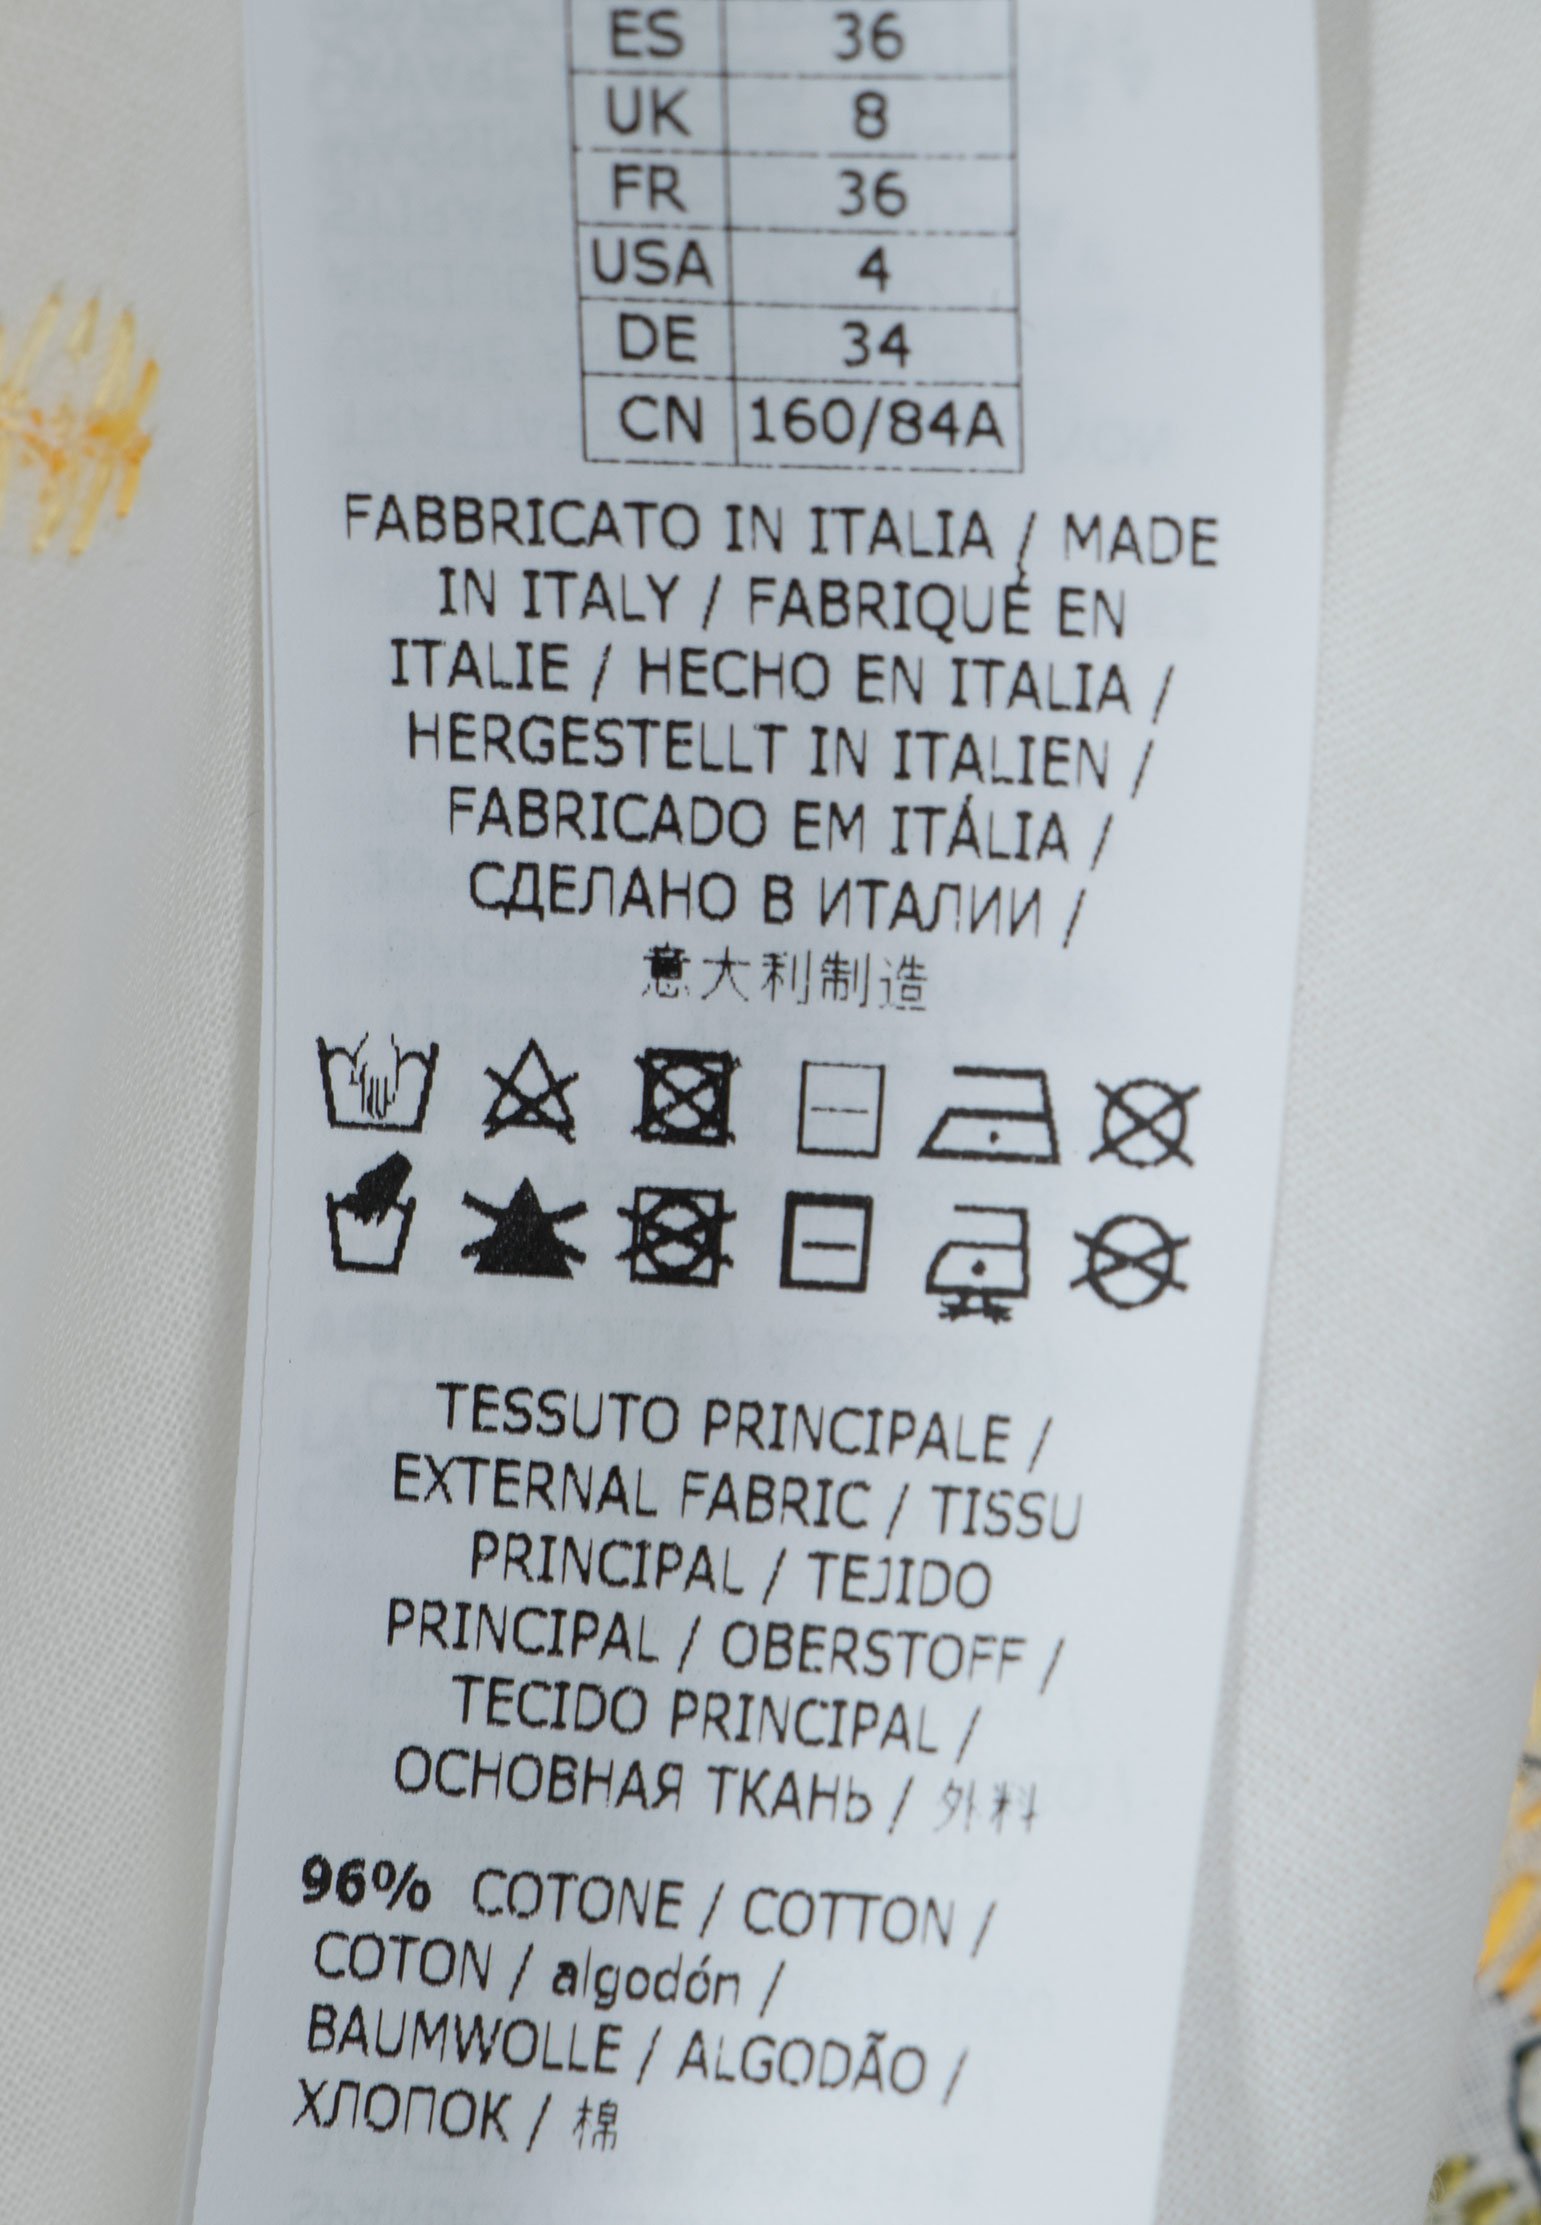 ES 36
UK 8
FR 36
USA 4
DE 34
CN 160/84A
FABBRICATO IN ITALIA / MADE
IN ITALY / FABRIQUÉ EN
ITALIE / HECHO EN ITALIA /
HERGESTELLT IN ITALIEN /
FABRICADO EM ITÁLIA /
СДЕЛАНО В ИТАЛИИ /
意大利制造
TESSUTO PRINCIPALE /
EXTERNAL FABRIC / TISSU
PRINCIPAL / TEJIDO
PRINCIPAL / OBERSTOFF /
TECIDO PRINCIPAL /
ОСНОВНАЯ ТКАНЬ / 外料
96% COTONE / COTTON /
COTON / algodón /
BAUMWOLLE / ALGODÃO /
ХЛОПОК / 棉